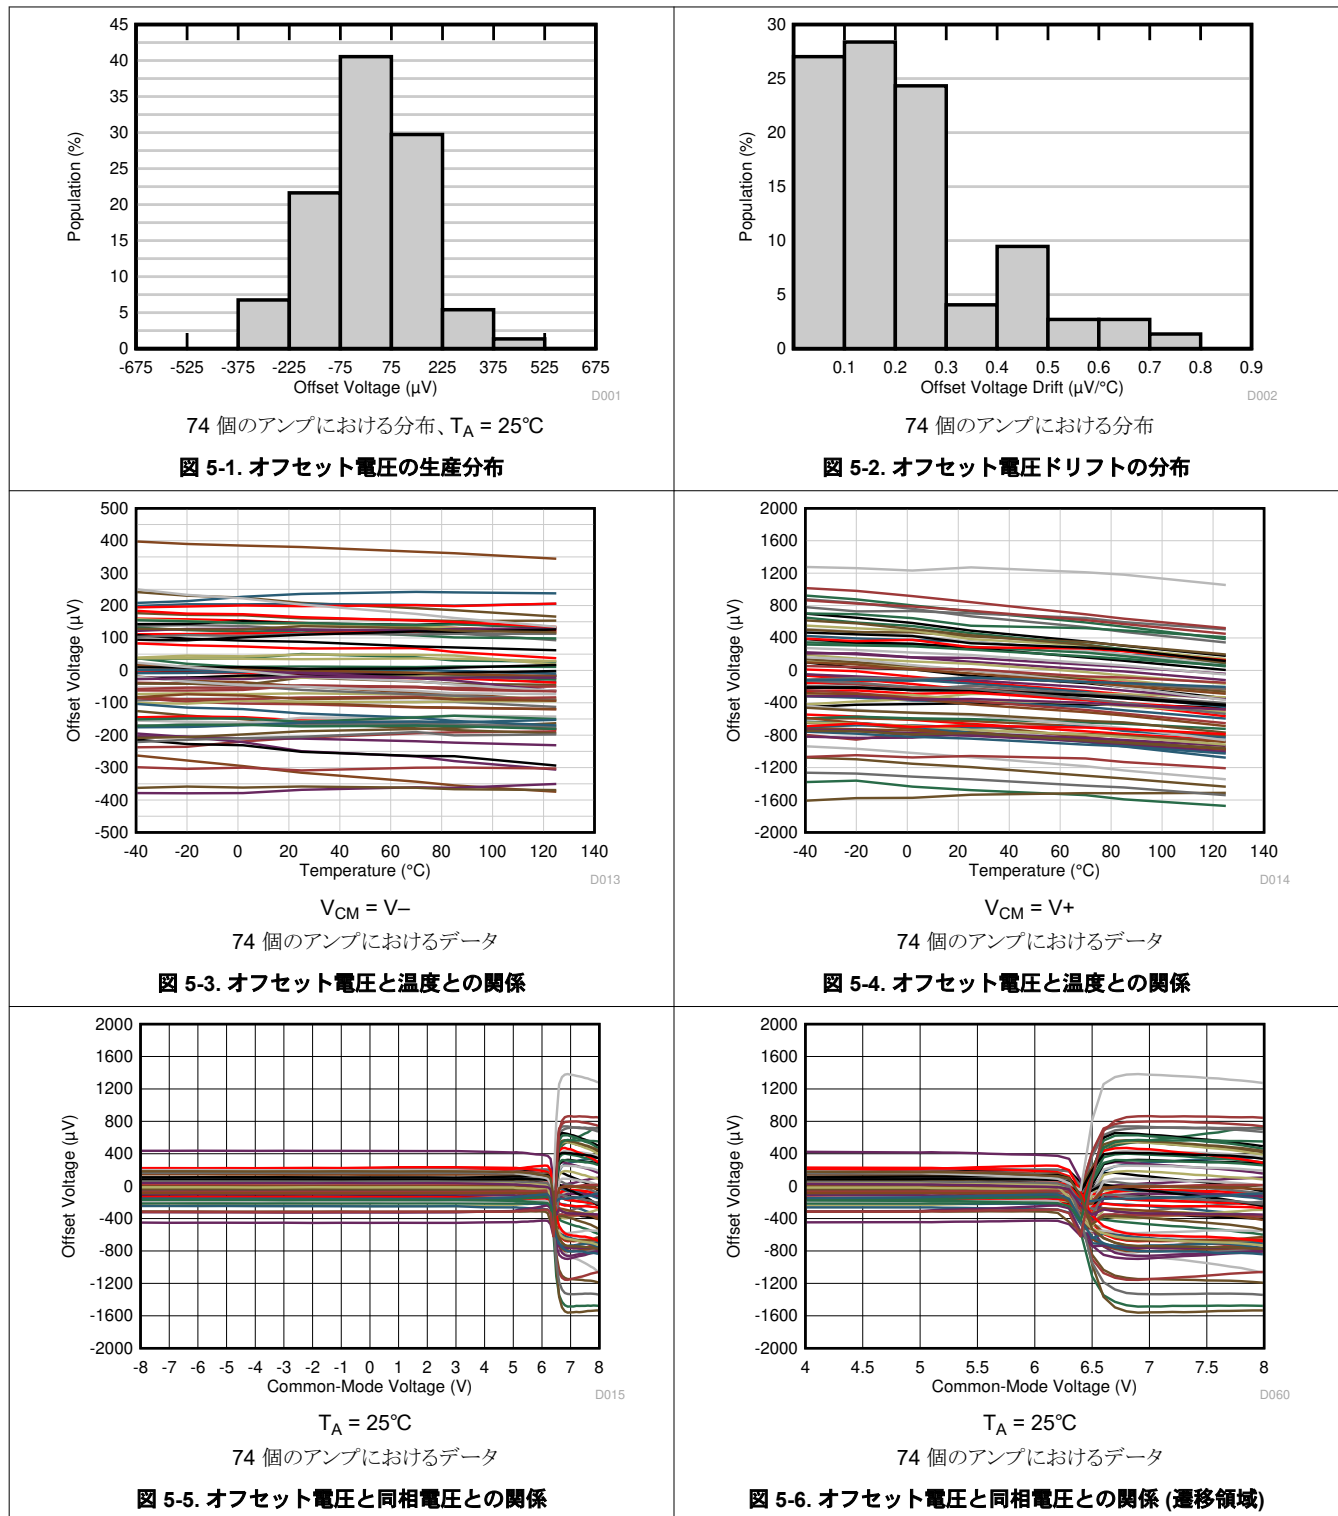 45
40
35
30
25
20
15
10
5
0
Population (%)
-675 -525 -375 -225 -75 75 225 375 525 675
Offset Voltage (µV)
D001
74 個のアンプにおける分布、TA = 25℃
図 5-1. オフセット電圧の生産分布
30
25
20
15
10
5
0
Population (%)
0.1 0.2 0.3 0.4 0.5 0.6 0.7 0.8 0.9
Offset Voltage Drift (µV/°C)
D002
74 個のアンプにおける分布
図 5-2. オフセット電圧ドリフトの分布
500
400
300
200
100
0
-100
-200
-300
-400
-500
Offset Voltage (µV)
-40 -20 0 20 40 60 80 100 120 140
Temperature (°C)
D013
VCM = V–
74 個のアンプにおけるデータ
図 5-3. オフセット電圧と温度との関係
2000
1600
1200
800
400
0
-400
-800
-1200
-1600
-2000
Offset Voltage (µV)
-40 -20 0 20 40 60 80 100 120 140
Temperature (°C)
D014
VCM = V+
74 個のアンプにおけるデータ
図 5-4. オフセット電圧と温度との関係
2000
1600
1200
800
400
0
-400
-800
-1200
-1600
-2000
Offset Voltage (µV)
-8 -7 -6 -5 -4 -3 -2 -1 0 1 2 3 4 5 6 7 8
Common-Mode Voltage (V)
D015
TA = 25℃
74 個のアンプにおけるデータ
図 5-5. オフセット電圧と同相電圧との関係
2000
1600
1200
800
400
0
-400
-800
-1200
-1600
-2000
Offset Voltage (µV)
4 4.5 5 5.5 6 6.5 7 7.5 8
Common-Mode Voltage (V)
D060
TA = 25℃
74 個のアンプにおけるデータ
図 5-6. オフセット電圧と同相電圧との関係 (遷移領域)